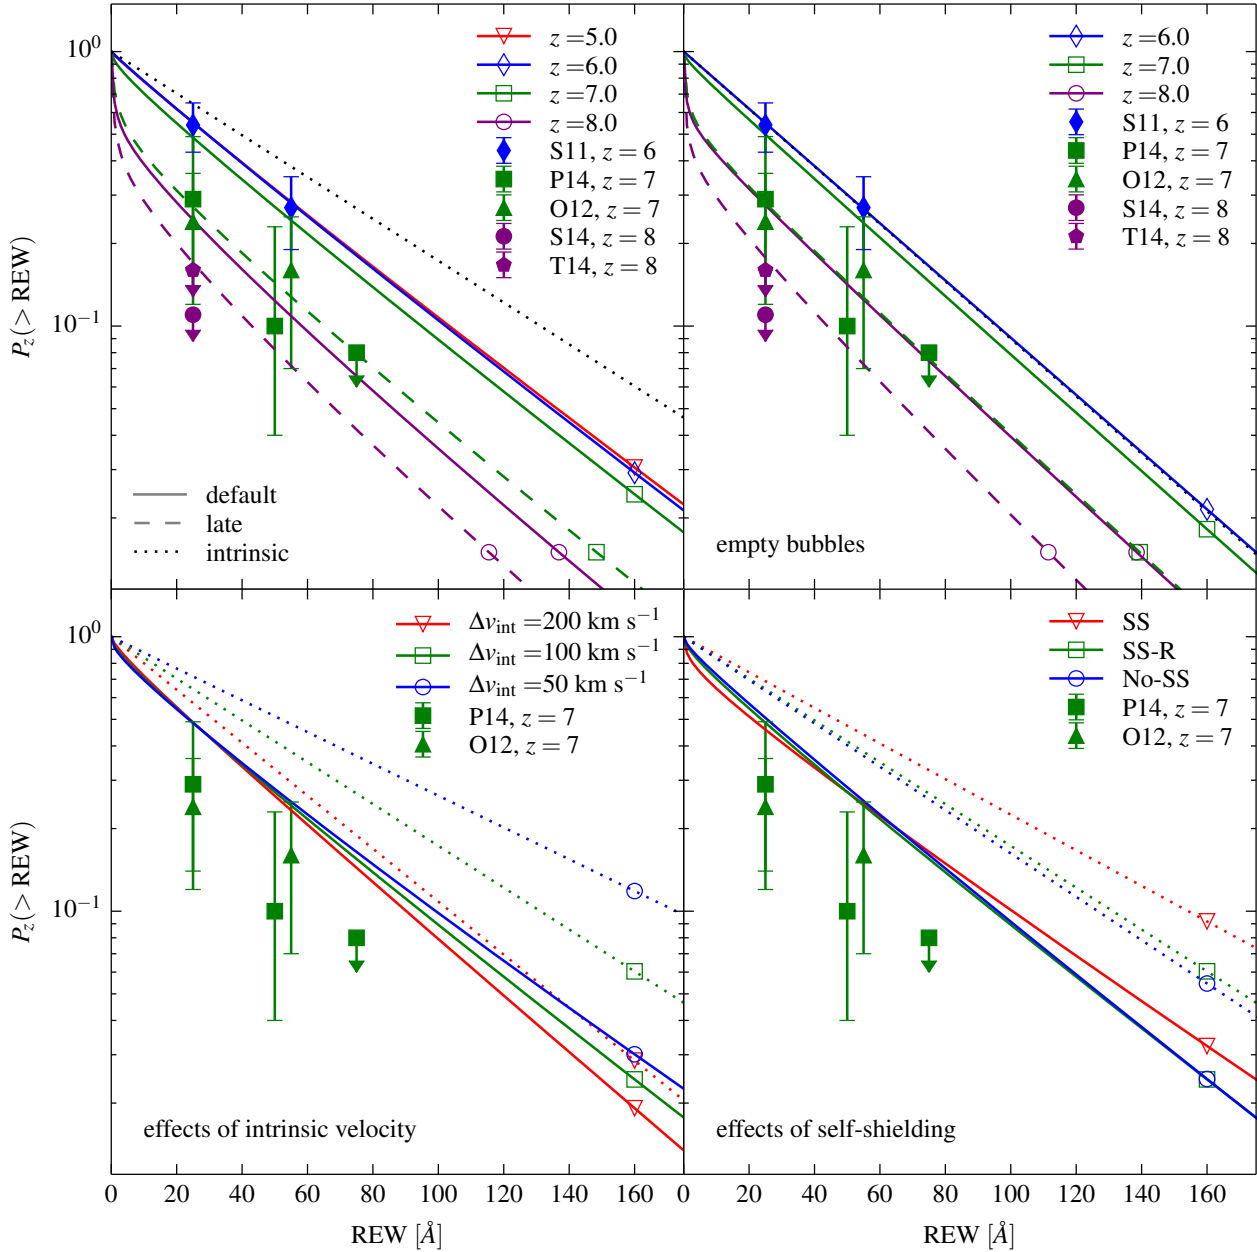 10⁰
10⁻¹
P_z(> REW)
z =5.0
z =6.0
z =7.0
z =8.0
S11, z = 6
P14, z = 7
O12, z = 7
S14, z = 8
T14, z = 8
default
late
intrinsic
z =6.0
z =7.0
z =8.0
S11, z = 6
P14, z = 7
O12, z = 7
S14, z = 8
T14, z = 8
empty bubbles
10⁰
10⁻¹
P_z(> REW)
Δv_int =200 km s⁻¹
Δv_int =100 km s⁻¹
Δv_int =50 km s⁻¹
P14, z = 7
O12, z = 7
effects of intrinsic velocity
0 20 40 60 80 100 120 140 160
REW [Å]
SS
SS-R
No-SS
P14, z = 7
O12, z = 7
effects of self-shielding
0 20 40 60 80 100 120 140 160
REW [Å]